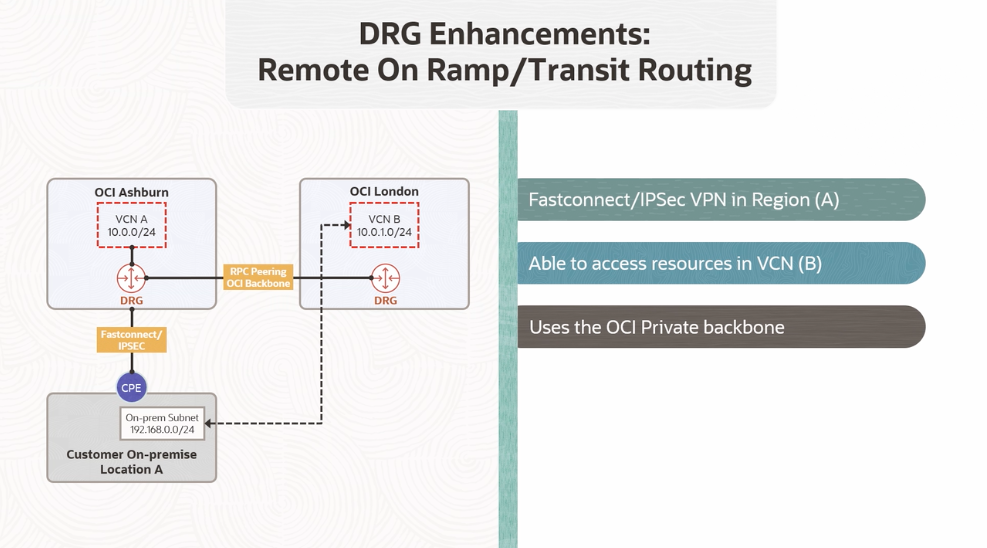 DRG Enhancements:
Remote On Ramp/Transit Routing
OCI Ashburn
VCN A
10.0.0/24
DRG
RPC Peering
OCI Backbone
OCI London
VCN B
10.0.1.0/24
DRG
Fastconnect/
IPSEC
CPE
On-prem Subnet
192.168.0.0/24
Customer On-premise
Location A
Fastconnect/IPSec VPN in Region (A)
Able to access resources in VCN (B)
Uses the OCI Private backbone